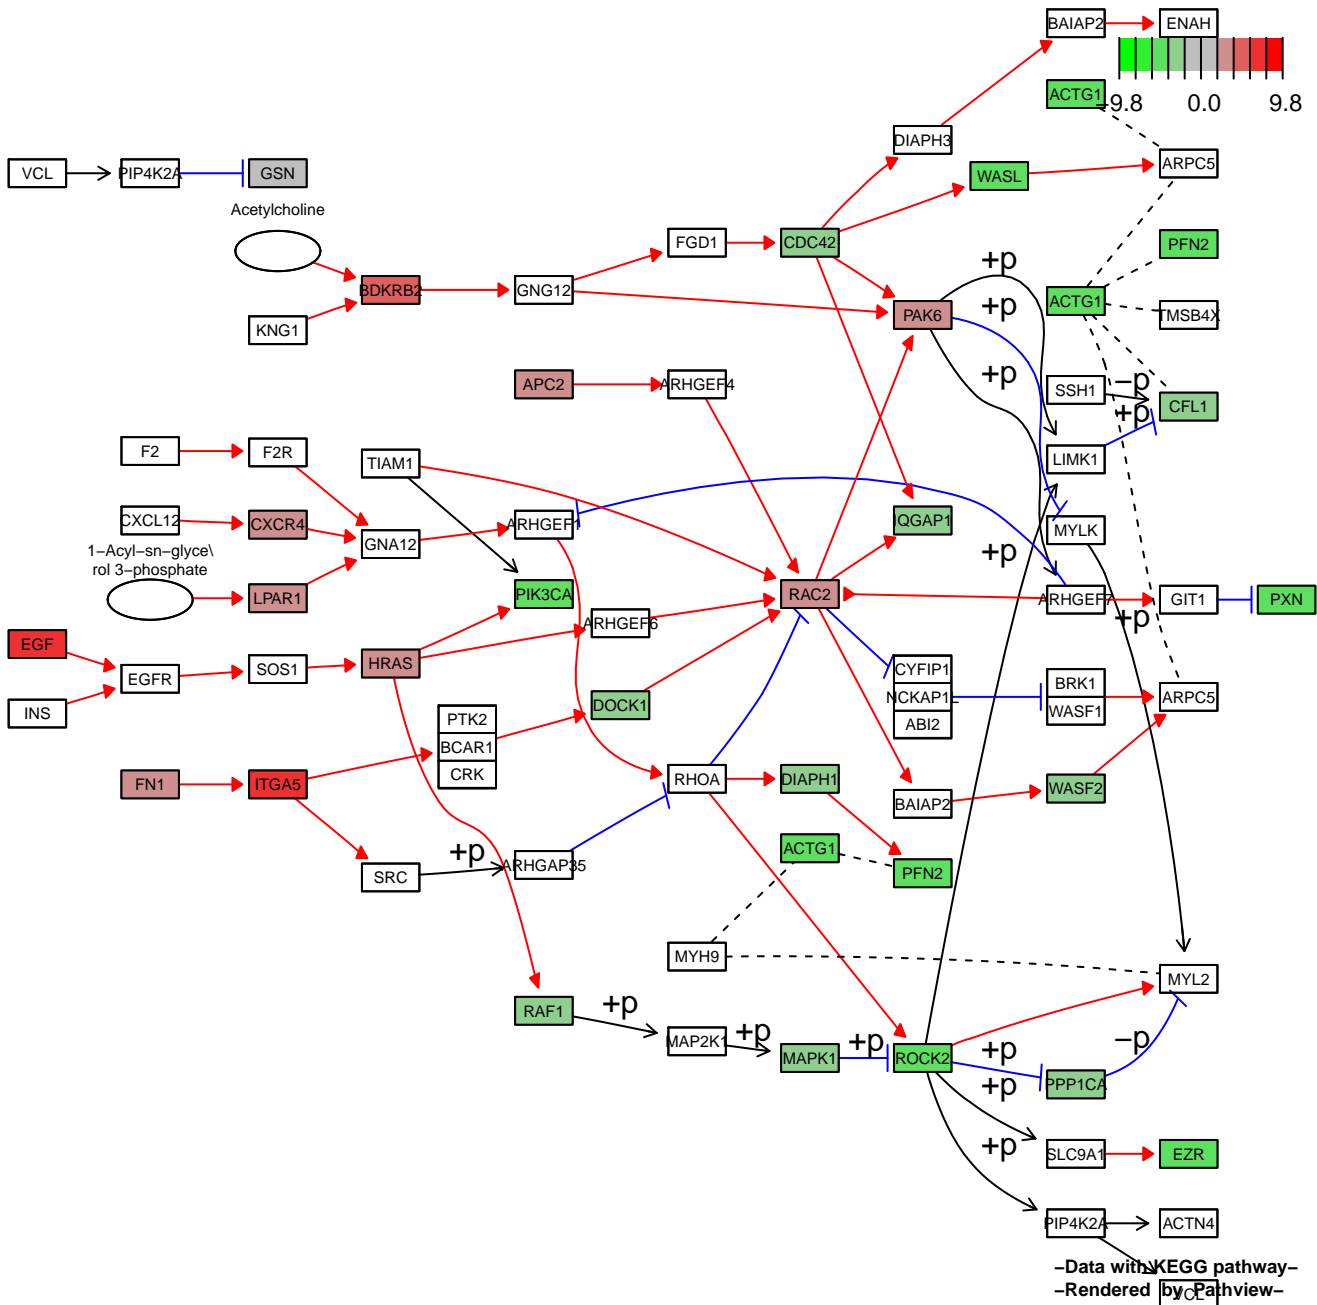 BAIAP2 ENAH
ACTG1
−9.8 0.0 9.8
DIAPH3
ARPC5
VCL PIP4K2A GSN
WASL
Acetylcholine
FGD1 CDC42 PFN2
+p
BDKRB2 GNG12 ACTG1
+p
PAK6 TMSB4X
KNG1
+p
APC2 ARHGEF4 SSH1 −p
CFL1
+p
F2 F2R TIAM1 LIMK1
CXCL12 CXCR4 ARHGEF1 IQGAP1 MYLK
GNA12
1−Acyl−sn−glyce\
rol 3−phosphate
+p
LPAR1 PIK3CA RAC2 ARHGEF7 GIT1 PXN
+p
ARHGEF6
EGF
HRAS
EGFR SOS1 CYFIP1
BRK1
NCKAP1L ARPC5
INS DOCK1 WASF1
PTK2 ABI2
BCAR1
CRK
FN1 ITGA5 RHOA DIAPH1 WASF2
BAIAP2
ACTG1
+p
SRC ARHGAP35 PFN2
MYH9
MYL2
RAF1 +p
MAP2K1 +p
MAPK1 +p ROCK2 +p −p
+p PPP1CA
+p SLC9A1 EZR
PIP4K2A ACTN4
−Data with KEGG pathway−
−Rendered by Pathview−
VCL